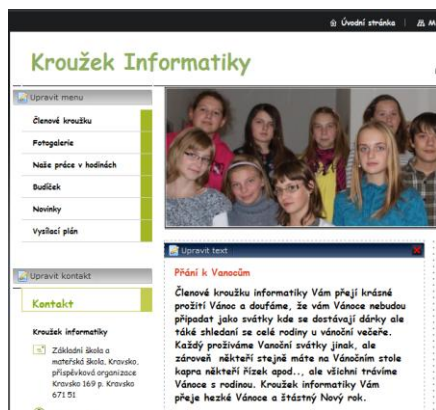 Úvodní stránka | M
Kroužek Informatiky
Upravit menu
Členové kroužku
Fotogalerie
Naše práce v hodinách
Budíček
Novinky
Vysílací plán
Upravit kontakt
Kontakt
Kroužek informatiky
Základní škola a
mateřská škola, Kravsko,
příspěvková organizace
Kravsko 169 p. Kravsko
671 51
Upravit text
Přání k Vanocům
Členové kroužku informatiky Vám přejí krásné
prožití Vánoc a doufáme, že vám Vánoce nebudou
připadat jako svátky kde se dostávají dárky ale
také shledaní se celé rodiny u vánoční večeře.
Každý prožíváme Vanoční svátky jinak, ale
zároveň někteří stejně máte na Vánočním stole
kapra někteří řízek apod.., ale všichni trávíme
Vánoce s rodinou. Kroužek informatiky Vám
přeje hezké Vánoce a štástný Nový rok.